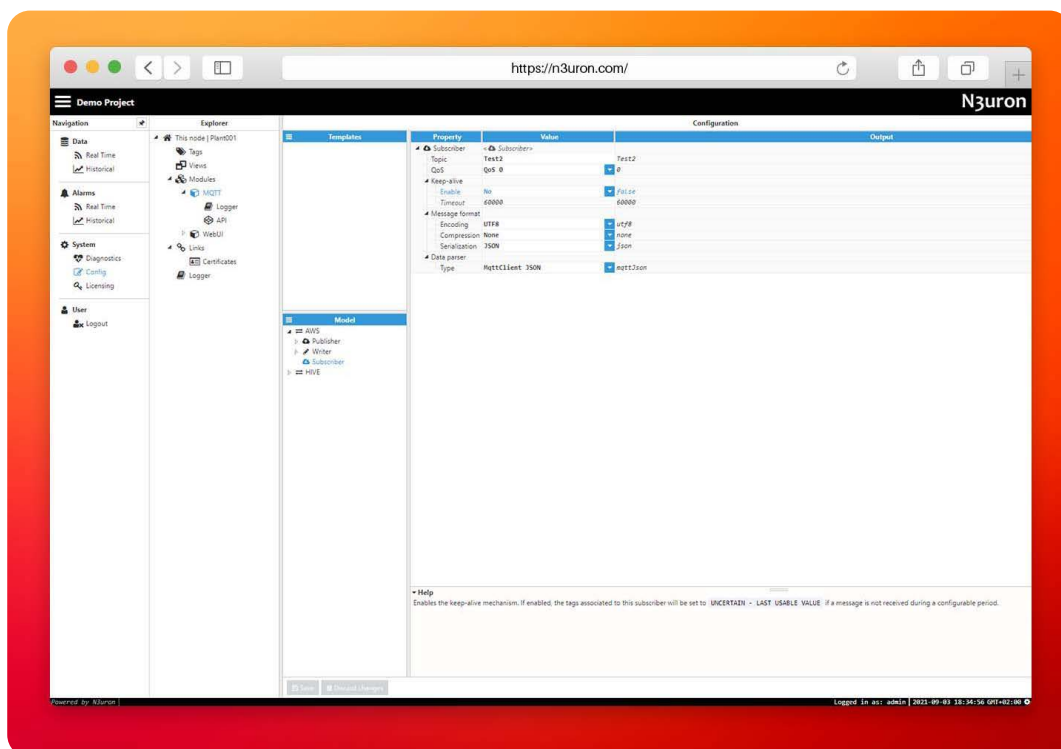 https://n3uron.com/
Demo Project
N3uron
Navigation
Data
Real Time
Historical
Alarms
Real Time
Historical
System
Diagnostics
Config
Licensing
User
Logout
Explorer
This node | Plant001
Tags
Views
Modules
MQTT
Logger
API
WebUI
Links
Certificates
Logger
Configuration
Templates
Model
AWS
Publisher
Writer
Subscriber
HIVE
Property Value Output
Subscriber <Subscriber>
Topic Test2 Test2
QoS QoS 0 0
Keep-alive
Enable No false
Timeout 60000 60000
Message format
Encoding UTF8 utf8
Compression None none
Serialization JSON json
Data parser
Type MqttClient JSON mqttJson
Help
Enables the keep-alive mechanism. If enabled, the tags associated to this subscriber will be set to UNCERTAIN - LAST USABLE VALUE if a message is not received during a configurable period.
Save Discard changes
Powered by N3uron | Logged in as: admin | 2021-09-03 18:34:56 GMT+02:00